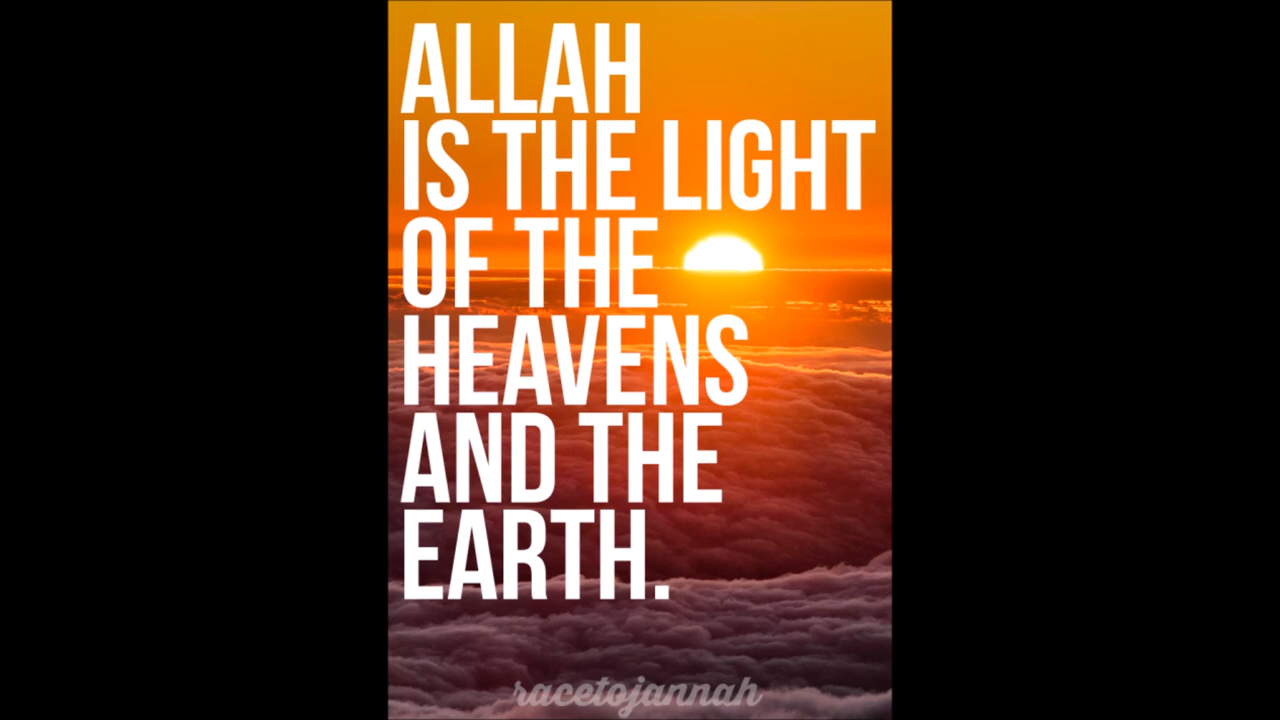 ALLAH
IS THE LIGHT
OF THE
HEAVENS
AND THE
EARTH.
racetojannah